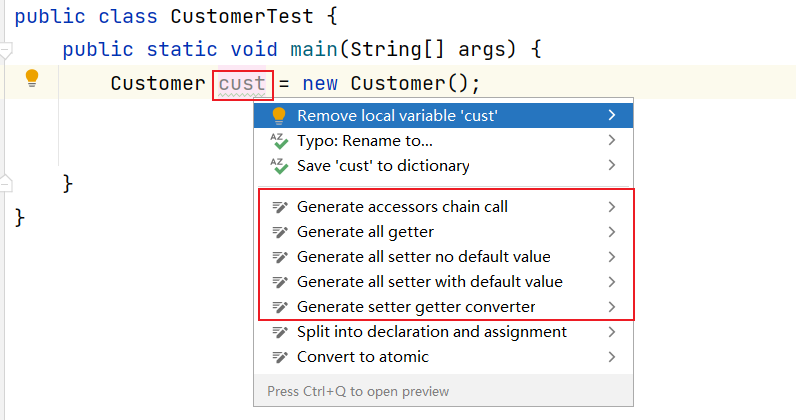 public class CustomerTest {
public static void main(String[] args) {
Customer cust = new Customer();
Remove local variable 'cust'
Typo: Rename to...
Save 'cust' to dictionary
Generate accessors chain call
Generate all getter
Generate all setter no default value
Generate all setter with default value
Generate setter getter converter
Split into declaration and assignment
Convert to atomic
Press Ctrl+Q to open preview
}
}